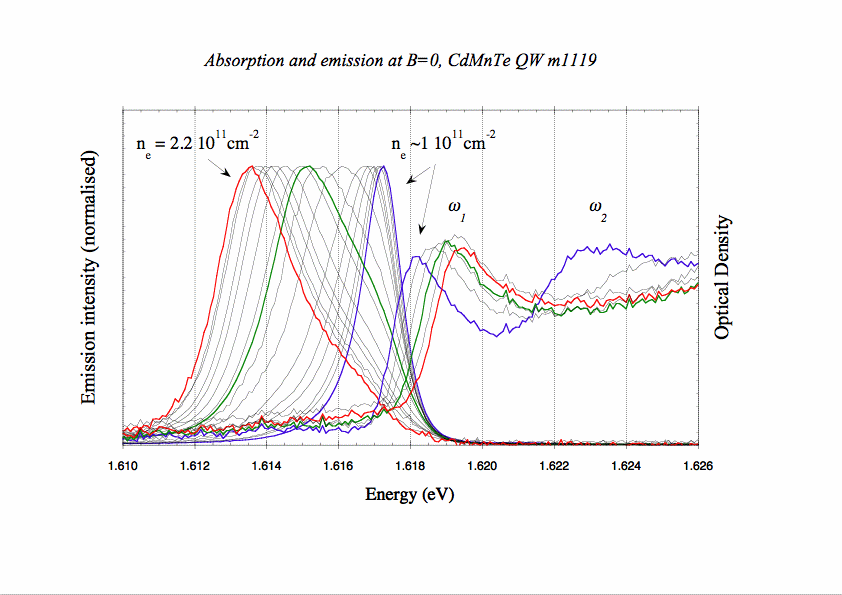 Absorption and emission at B=0, CdMnTe QW m1119
n_e = 2.2 10^11 cm^-2
n_e ~1 10^11 cm^-2
ω_1
ω_2
Emission intensity (normalised)
Optical Density
1.610 1.612 1.614 1.616 1.618 1.620 1.622 1.624 1.626
Energy (eV)